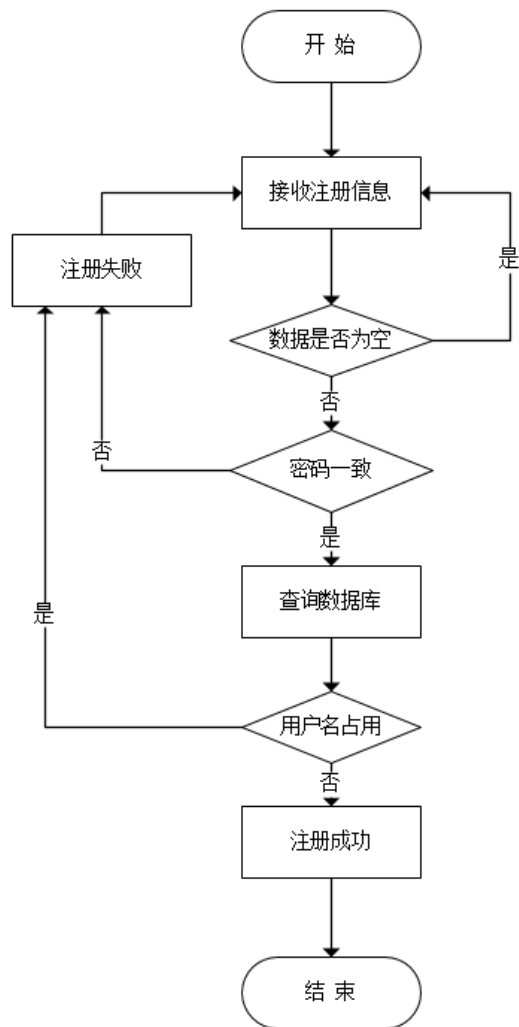 开 始
接收注册信息
注册失败
是
数据是否为空
否
否
密码一致
是
查询数据库
是
用户名占用
否
注册成功
结 束